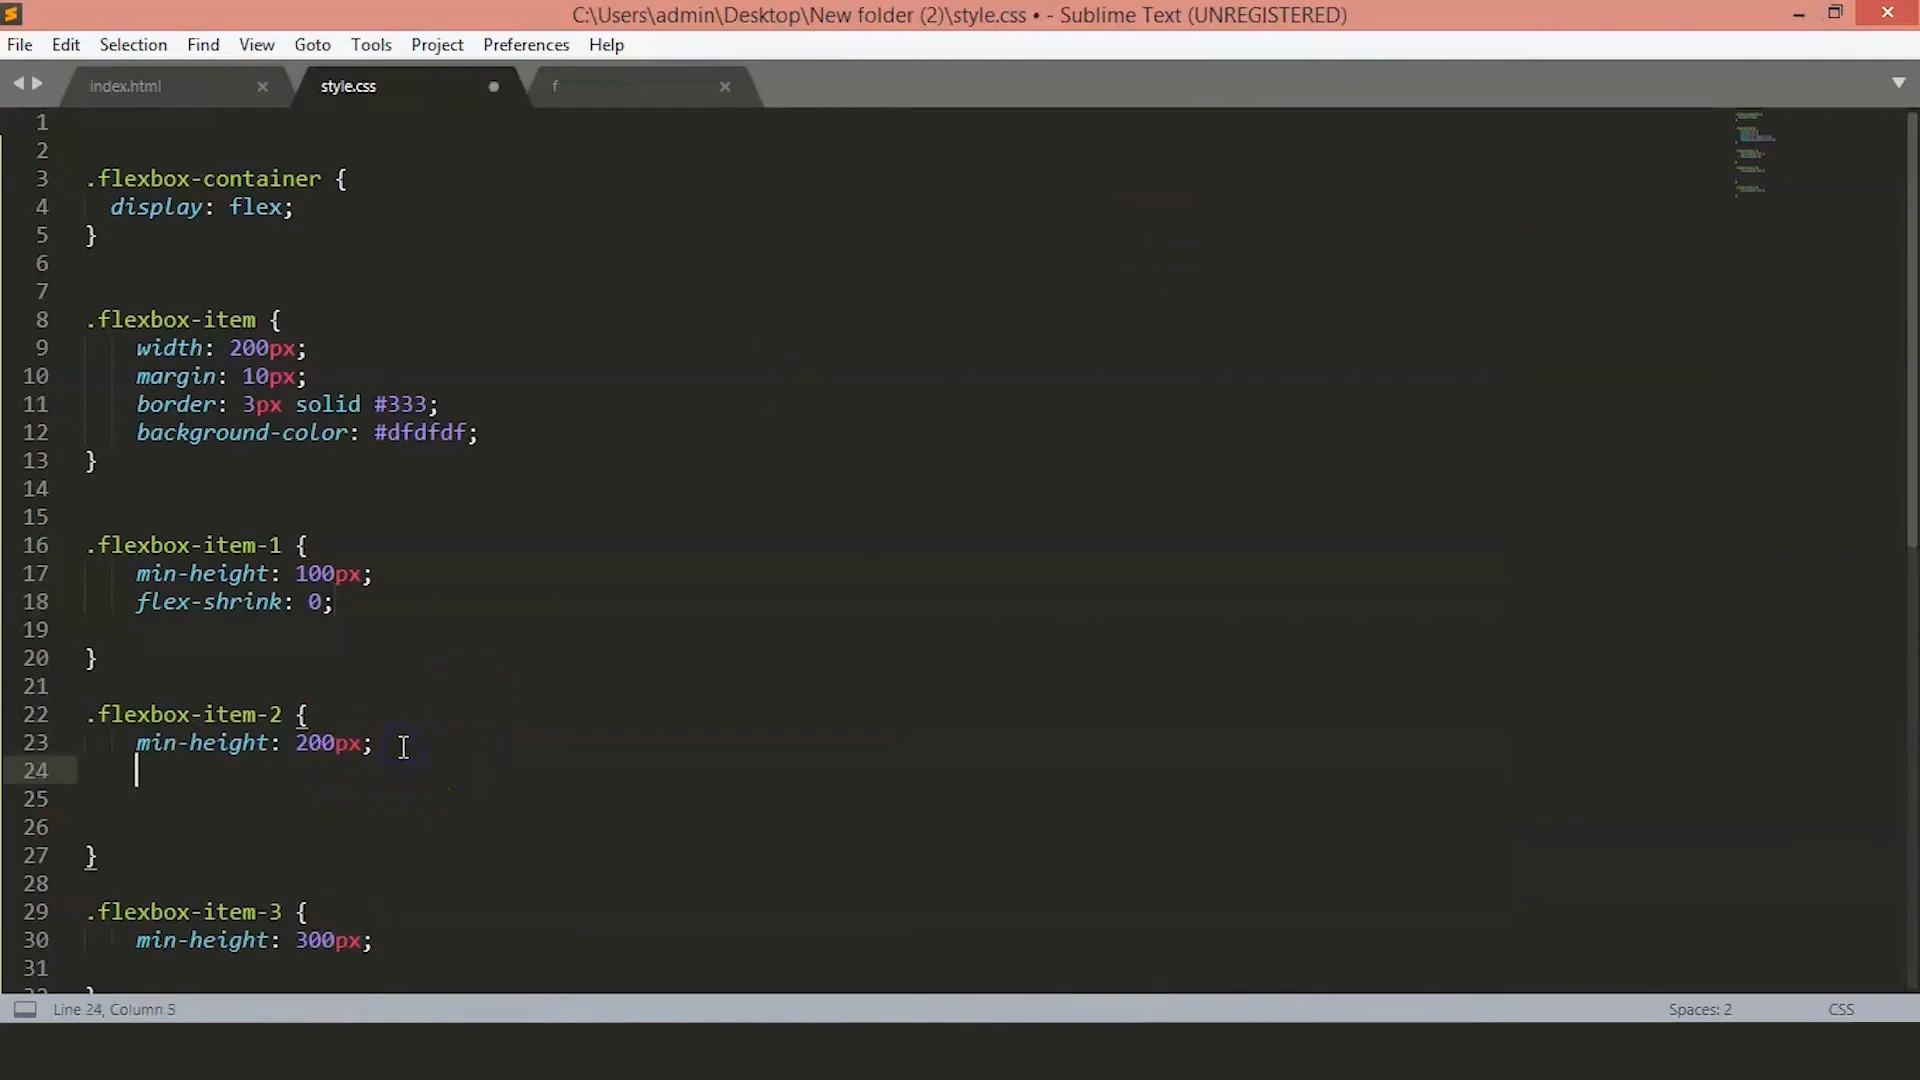 C:\Users\admin\Desktop\New folder (2)\style.css • - Sublime Text (UNREGISTERED)
File Edit Selection Find View Goto Tools Project Preferences Help
index.html × style.css f ×
1
2
3 .flexbox-container {
4 display: flex;
5 }
6
7
8 .flexbox-item {
9 width: 200px;
10 margin: 10px;
11 border: 3px solid #333;
12 background-color: #dfdfdf;
13 }
14
15
16 .flexbox-item-1 {
17 min-height: 100px;
18 flex-shrink: 0;
19
20 }
21
22 .flexbox-item-2 {
23 min-height: 200px;
24
25
26
27 }
28
29 .flexbox-item-3 {
30 min-height: 300px;
31
Line 24, Column 5 Spaces: 2 CSS